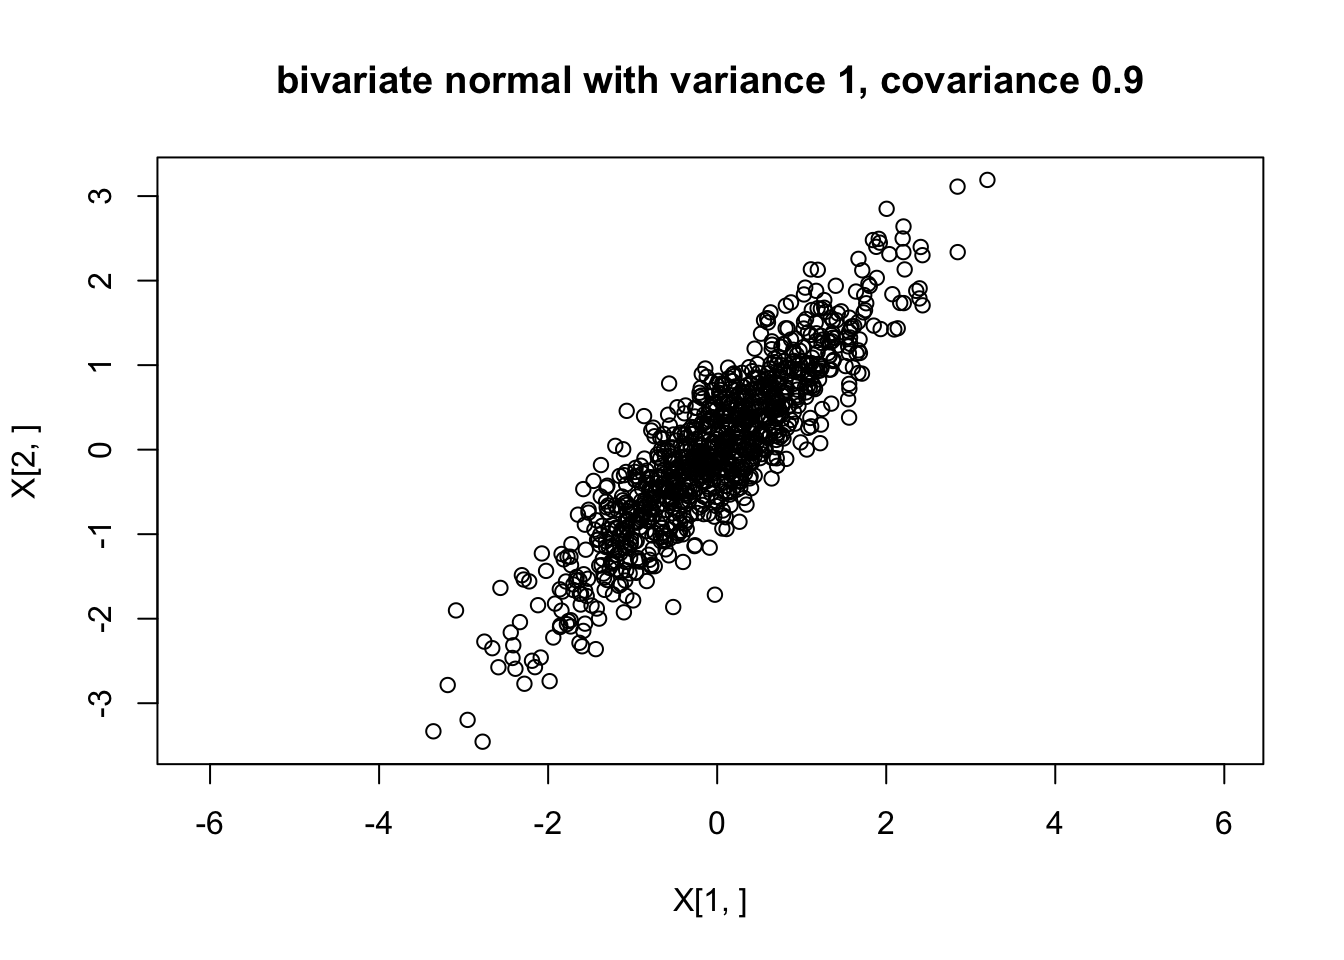 bivariate normal with variance 1, covariance 0.9
3
2
1
0
-1
-2
-3
X[2, ]
-6 -4 -2 0 2 4 6
X[1, ]